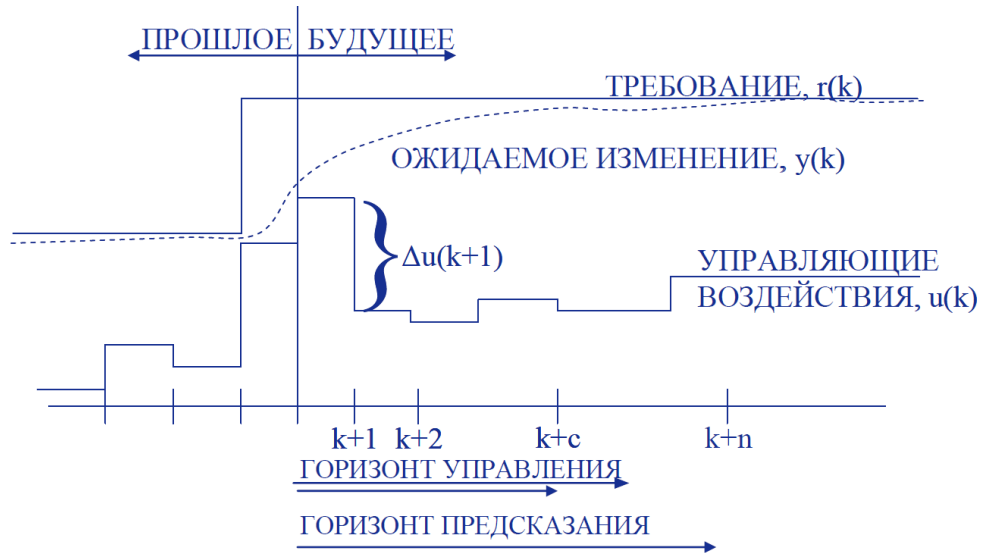 ПРОШЛОЕ БУДУЩЕЕ
ТРЕБОВАНИЕ, r(k)
ОЖИДАЕМОЕ ИЗМЕНЕНИЕ, y(k)
Δu(k+1)
УПРАВЛЯЮЩИЕ
ВОЗДЕЙСТВИЯ, u(k)
k+1 k+2 k+c k+n
ГОРИЗОНТ УПРАВЛЕНИЯ
ГОРИЗОНТ ПРЕДСКАЗАНИЯ